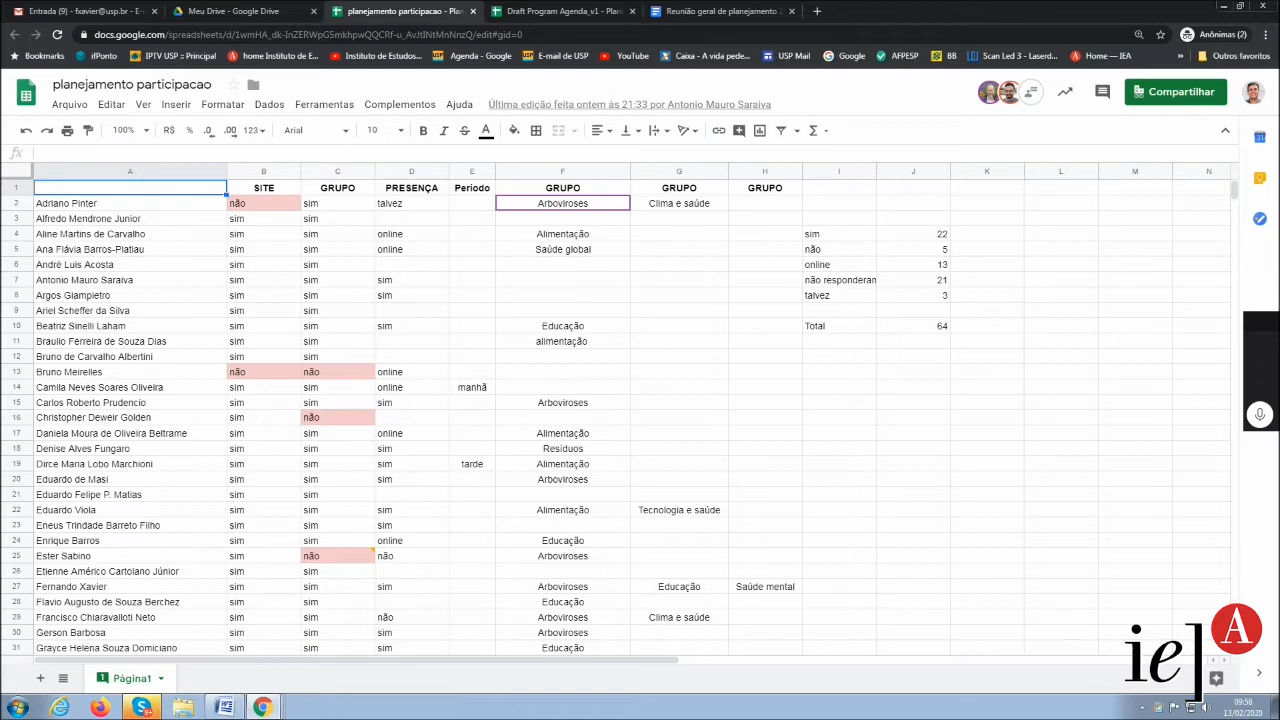 Entrada (9) - fxavier@usp.br - E- × Meu Drive - Google Drive × planejamento participacao - Plan × Draft Program Agenda_v1 - Plani × Reunião geral de planejamento 2 × +
docs.google.com/spreadsheets/d/1wmHA_dk-InZERWpG5mkhpwQQCRf-u_AvJtINtMnNnzQ/edit#gid=0 Anônimas (2)
Bookmarks ifPonto IPTV USP :: Principal home Instituto de E... Instituto de Estudos... Agenda - Google E-mail de USP YouTube Caixa - A vida pede... USP Mail Google AFPESP BB Scan Led 3 - Laserd... Home — IEA » Outros favoritos
planejamento participacao
Arquivo Editar Ver Inserir Formatar Dados Ferramentas Complementos Ajuda Última edição feita ontem às 21:33 por Antonio Mauro Saraiva
Compartilhar
100% R$ % .0 .00 123 Arial 10 B I S A
fx
A B C D E F G H I J K L M N
1 SITE GRUPO PRESENÇA Período GRUPO GRUPO GRUPO
2 Adriano Pinter não sim talvez Arboviroses Clima e saúde
3 Alfredo Mendrone Junior sim sim
4 Aline Martins de Carvalho sim sim online Alimentação sim 22
5 Ana Flávia Barros-Platiau sim sim online Saúde global não 5
6 André Luis Acosta sim sim online 13
7 Antonio Mauro Saraiva sim sim sim não responderam 21
8 Argos Giampietro sim sim sim talvez 3
9 Ariel Scheffer da Silva sim sim
10 Beatriz Sinelli Laham sim sim sim Educação Total 64
11 Bráulio Férreira de Souza Dias sim sim alimentação
12 Bruno de Carvalho Albertini sim sim
13 Bruno Meirelles não não online
14 Camila Neves Soares Oliveira sim sim online manhã
15 Carlos Roberto Prudencio sim sim Arboviroses
16 Christopher Deweir Golden sim não
17 Daniela Moura de Oliveira Beltrame sim sim online Alimentação
18 Denise Alves Fungaro sim sim sim Resíduos
19 Dirce Maria Lobo Marchioni sim sim sim tarde Alimentação
20 Eduardo de Masi sim sim sim Arboviroses
21 Eduardo Felipe P. Matias sim sim
22 Eduardo Viola sim sim sim Alimentação Tecnologia e saúde
23 Eneus Trindade Barreto Filho sim sim sim
24 Enrique Barros sim sim online Educação
25 Ester Sabino sim não não Arboviroses
26 Etienne Américo Cartolano Júnior sim sim
27 Fernando Xavier sim sim sim Arboviroses Educação Saúde mental
28 Flavio Augusto de Souza Berchez sim sim Educação
29 Francisco Chiaravalloti Neto sim sim não Arboviroses Clima e saúde
30 Gerson Barbosa sim sim sim Arboviroses
31 Grayce Helena Souza Domiciano sim sim sim Educação
+ Página1
iea] A
09:58
13/02/2020